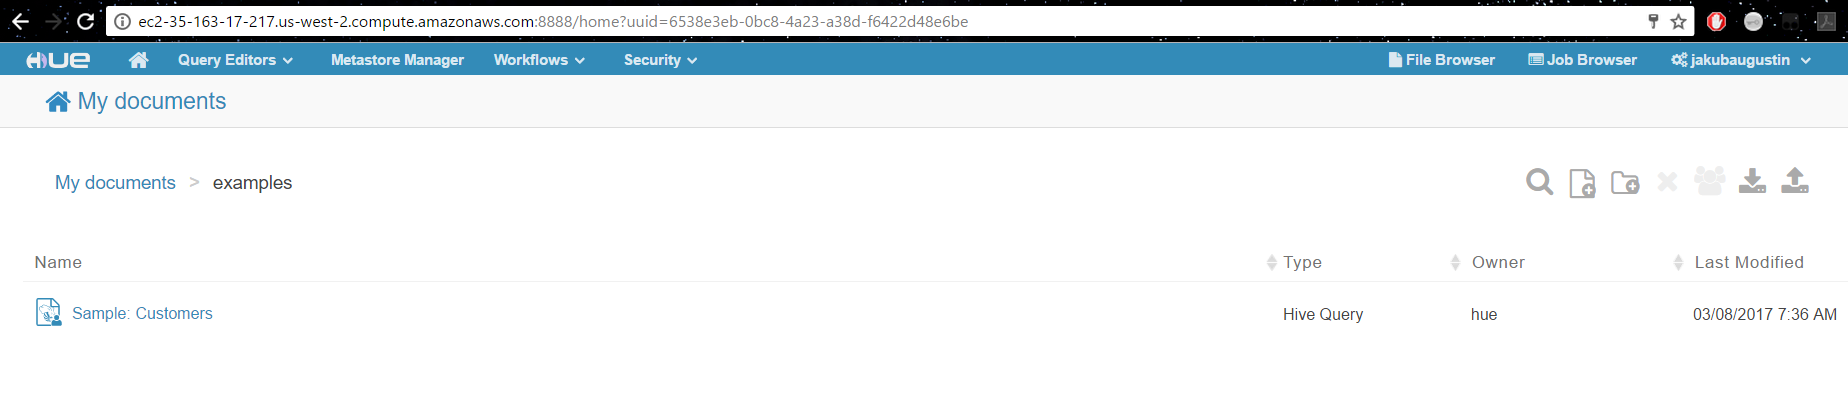 ec2-35-163-17-217.us-west-2.compute.amazonaws.com:8888/home?uuid=6538e3eb-0bc8-4a23-a38d-f6422d48e6be
HUE Query Editors Metastore Manager Workflows Security File Browser Job Browser jakubaugustin
My documents
My documents > examples
Name Type Owner Last Modified
Sample: Customers Hive Query hue 03/08/2017 7:36 AM